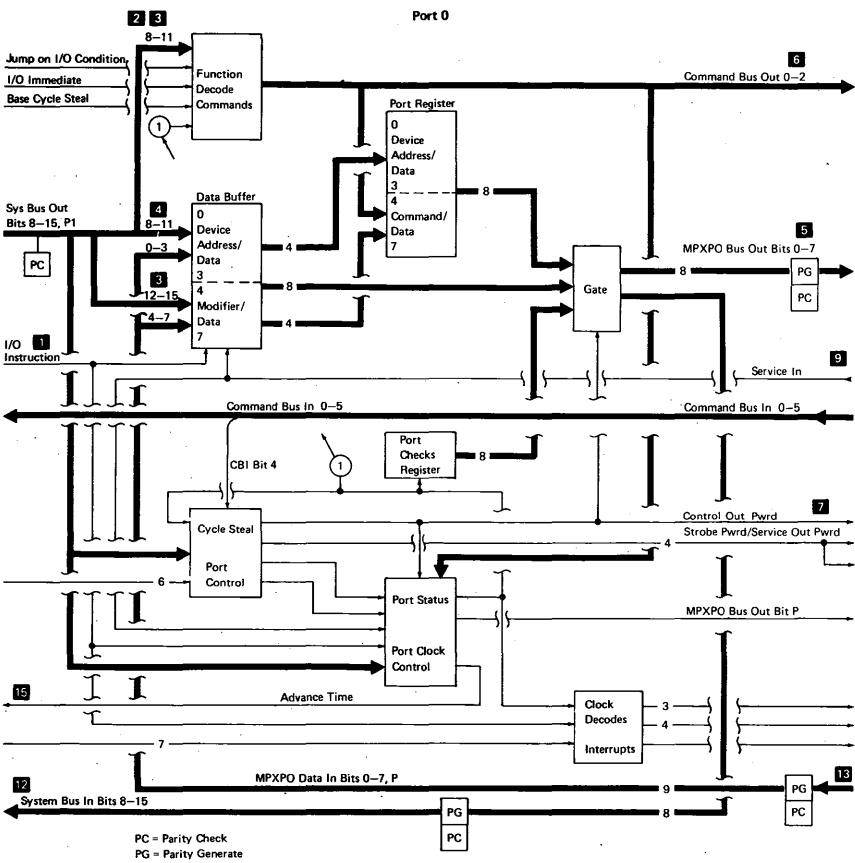 Port 0
2 3
8–11
Jump on I/O Condition
I/O Immediate
Base Cycle Steal
Function
Decode
Commands
1
6
Command Bus Out 0–2
Port Register
0
Device
Address/
Data
3
4
Command/
Data
7
8
Sys Bus Out
Bits 8–15, P1
PC
4
8–11
0–3
3
12–15
4–7
Data Buffer
0
Device
Address/
Data
3
4
Modifier/
Data
7
4
8
4
Gate
5
MPXPO Bus Out Bits 0–7
8
PG
PC
I/O 1
Instruction
9
Service In
Command Bus In 0–5
Command Bus In 0–5
CBI Bit 4
1
Port
Checks
Register
8
Cycle Steal
Port
Control
6
7
Control Out Pwrd
Strobe Pwrd/Service Out Pwrd
4
Port Status
Port Clock
Control
MPXPO Bus Out Bit P
15
Advance Time
Clock
Decodes
Interrupts
3
4
7
MPXPO Data In Bits 0–7, P
9
PG
PC
13
12
System Bus In Bits 8–15
PG
PC
8
PC = Parity Check
PG = Parity Generate